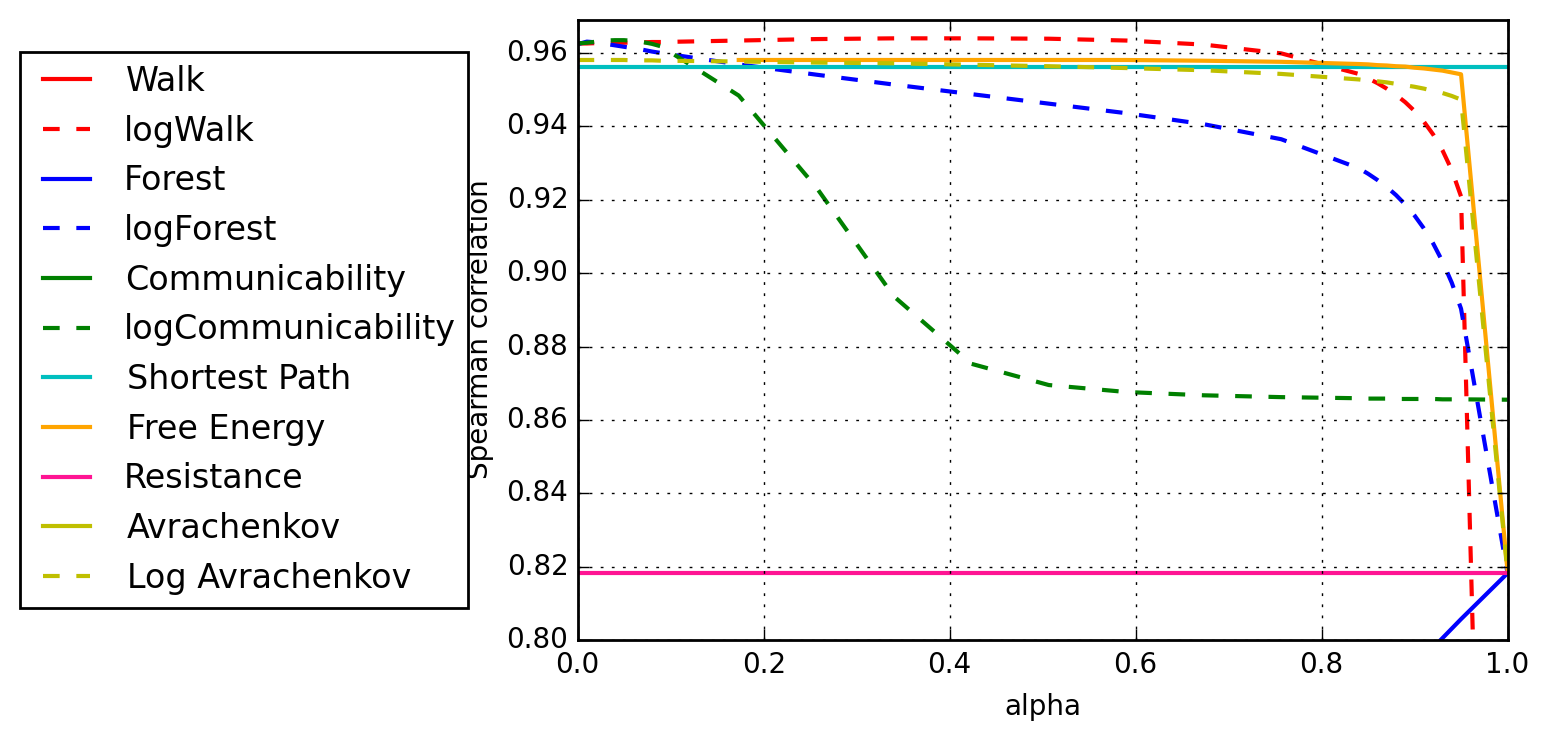 Walk
logWalk
Forest
logForest
Communicability
logCommunicability
Shortest Path
Free Energy
Resistance
Avrachenkov
Log Avrachenkov
Spearman correlation
0.96
0.94
0.92
0.90
0.88
0.86
0.84
0.82
0.80
0.0 0.2 0.4 0.6 0.8 1.0
alpha